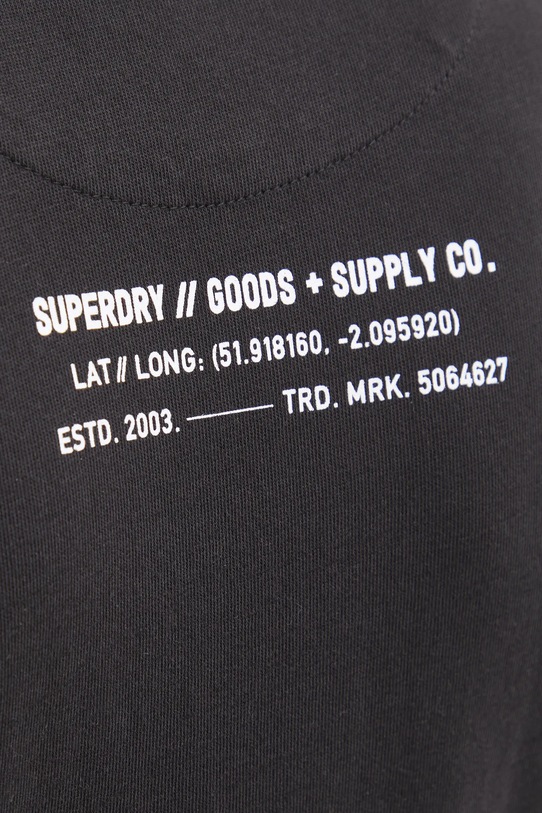 SUPERDRY // GOODS + SUPPLY CO.
LAT // LONG: (51.918160, -2.095920)
ESTD. 2003. —— TRD. MRK. 5064627